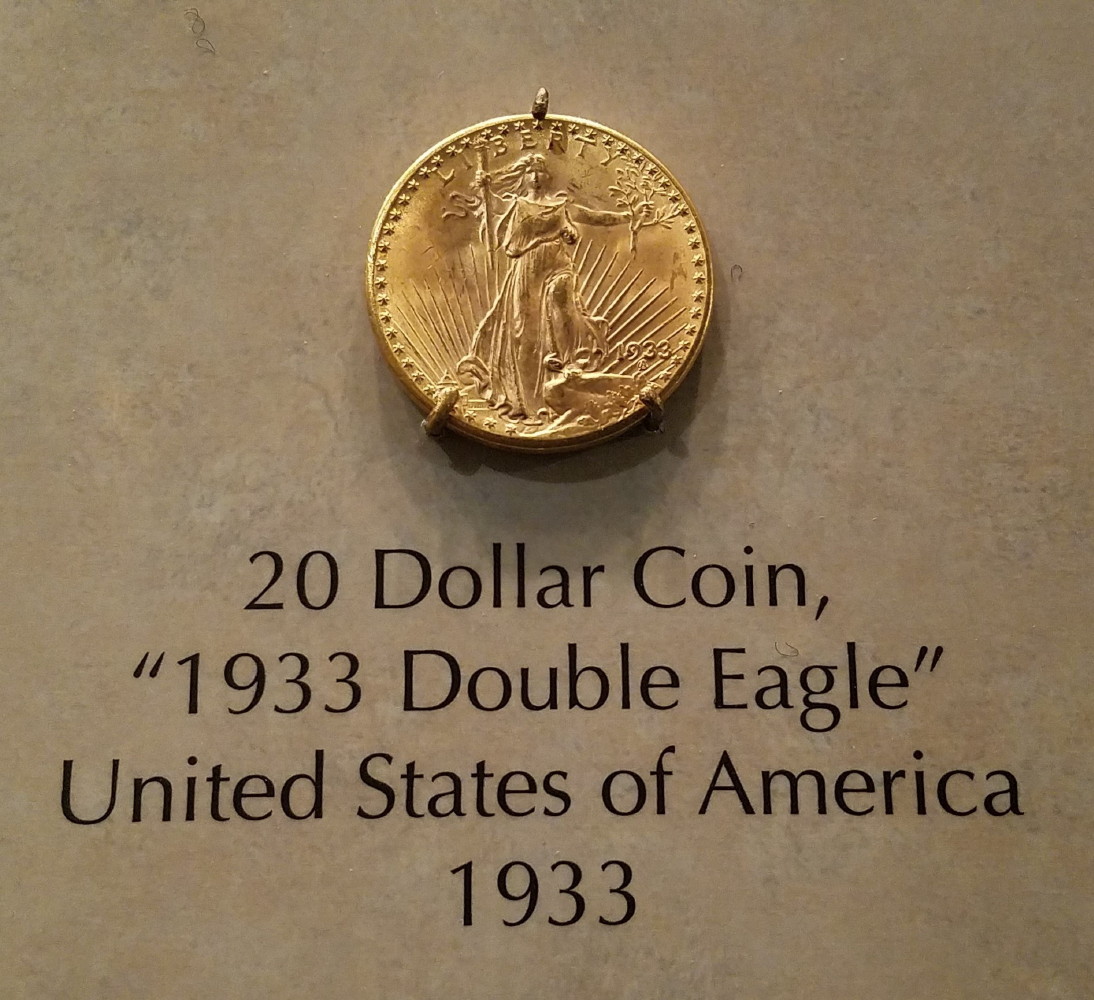 LIBERTY
1933
20 Dollar Coin,
“1933 Double Eagle”
United States of America
1933